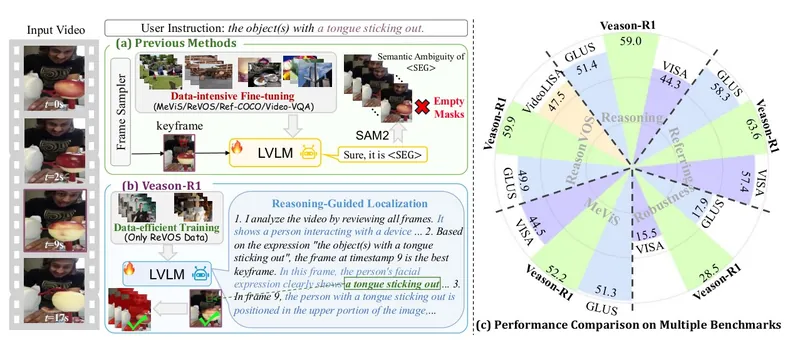 Input Video
t=0s
t=2s
t=9s
t=17s
User Instruction: the object(s) with a tongue sticking out.
(a) Previous Methods
Frame Sampler
Data-intensive Fine-tuning
(MeViS/ReVOS/Ref-COCO/Video-VQA)
keyframe
LVLM
Semantic Ambiguity of
<SEG>
Empty
Masks
SAM2
Sure, it is <SEG>
(b) Veason-R1
Data-efficient Training
(Only ReVOS Data)
LVLM
Reasoning-Guided Localization
1. I analyze the video by reviewing all frames. It
shows a person interacting with a device ... 2. Based
on the expression "the object(s) with a tongue
sticking out", the frame at timestamp 9 is the best
keyframe. In this frame, the person's facial
expression clearly shows a tongue sticking out ... 3.
In frame 9, the person with a tongue sticking out is
positioned in the upper portion of the image,...
Veason-R1
59.0
VISA
44.3
GLUS
58.3
Veason-R1
63.6
VISA
57.4
GLUS
17.9
Veason-R1
28.5
VISA
15.5
GLUS
51.3
Veason-R1
52.2
VISA
44.5
GLUS
49.9
Veason-R1
59.9
VideoLISA
47.5
GLUS
51.4
Reasoning
Referring
Robustness
MeViS
ReasonVOS
(c) Performance Comparison on Multiple Benchmarks